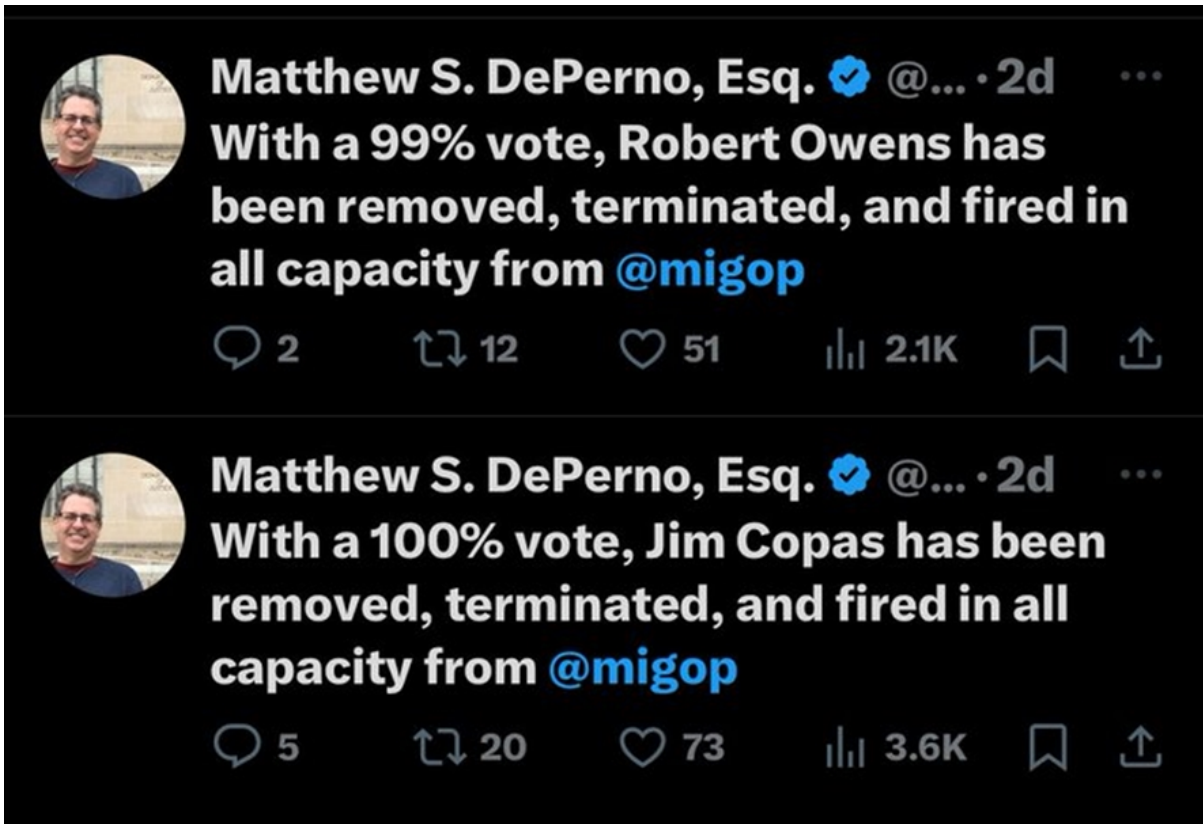 Matthew S. DePerno, Esq. @... · 2d
With a 99% vote, Robert Owens has
been removed, terminated, and fired in
all capacity from @migop
2 12 51 2.1K
Matthew S. DePerno, Esq. @... · 2d
With a 100% vote, Jim Copas has been
removed, terminated, and fired in all
capacity from @migop
5 20 73 3.6K